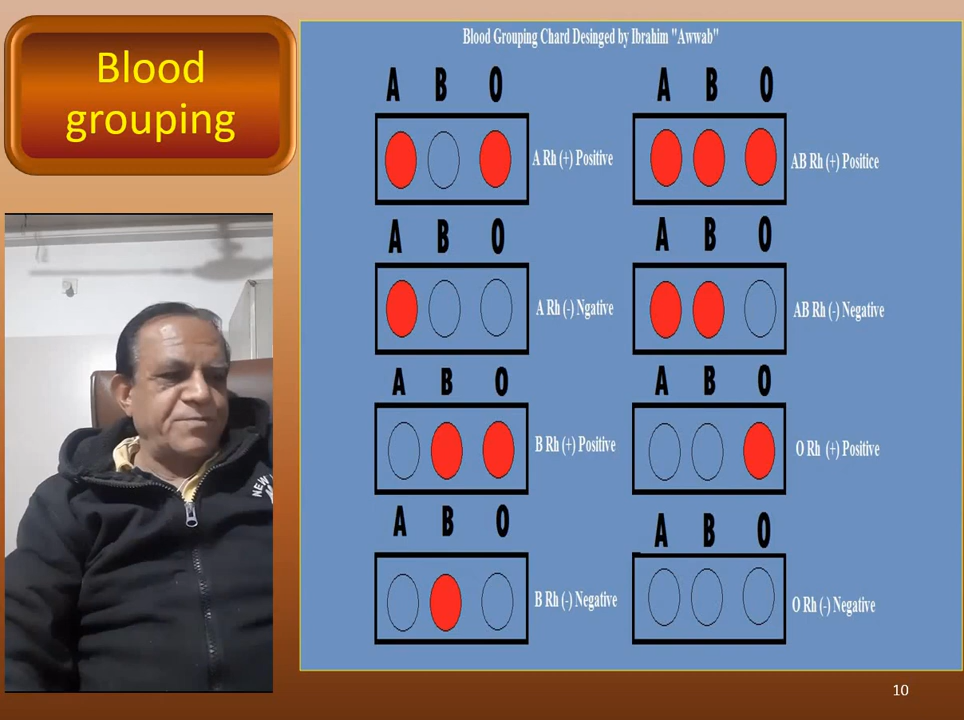 Blood
grouping
Blood Grouping Chard Desinged by Ibrahim "Awwab"
A B O
A Rh (+) Positive
A B O
AB Rh (+) Positice
A B O
A Rh (-) Ngative
A B O
AB Rh (-) Negative
A B O
B Rh (+) Positive
A B O
O Rh (+) Positive
A B O
B Rh (-) Negative
A B O
O Rh (-) Negative
NEW
10